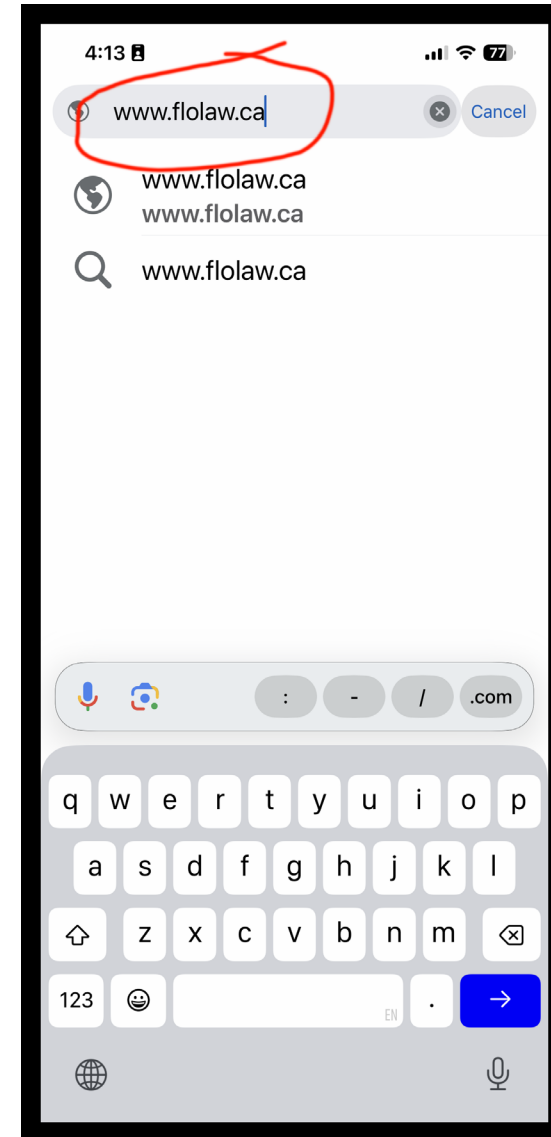 4:13 77
www.flolaw.ca Cancel
www.flolaw.ca
www.flolaw.ca
www.flolaw.ca
: - / .com
q w e r t y u i o p
a s d f g h j k l
z x c v b n m
123 EN .